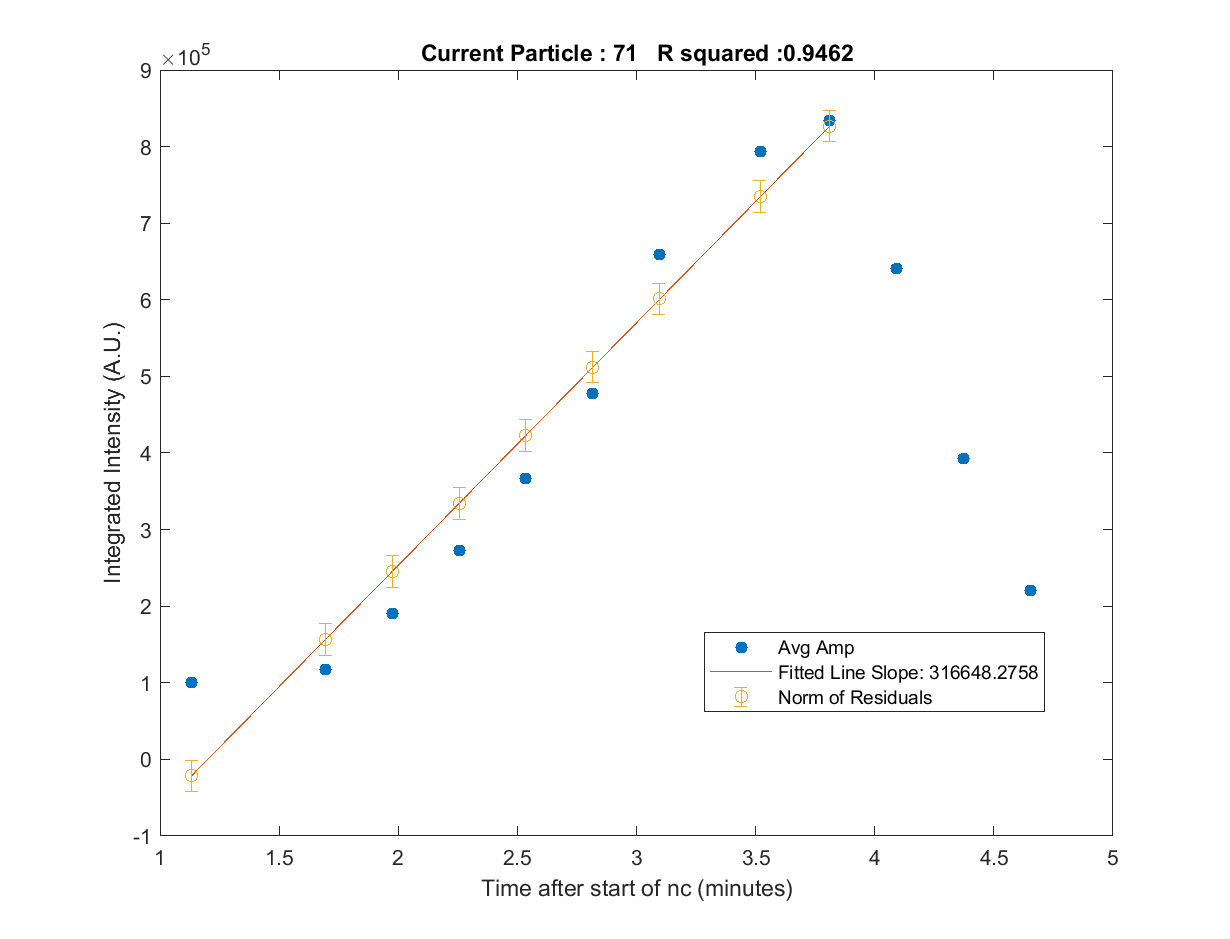 Current Particle : 71   R squared :0.9462
×10^5
9
8
7
6
5
4
3
2
1
0
-1
Integrated Intensity (A.U.)
Avg Amp
Fitted Line Slope: 316648.2758
Norm of Residuals
1 1.5 2 2.5 3 3.5 4 4.5 5
Time after start of nc (minutes)